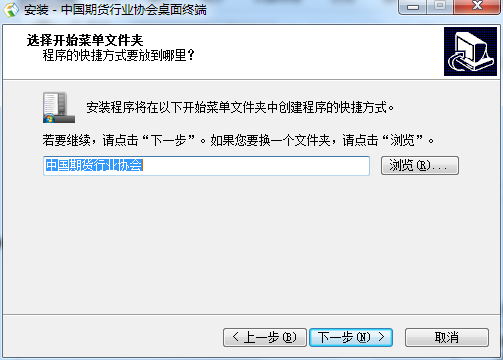 安装 - 中国期货行业协会桌面终端
选择开始菜单文件夹
程序的快捷方式要放到哪里？
安装程序将在以下开始菜单文件夹中创建程序的快捷方式。
若要继续，请点击“下一步”。如果您要换一个文件夹，请点击“浏览”。
中国期货行业协会
浏览(R)...
< 上一步(B)
下一步(N) >
取消